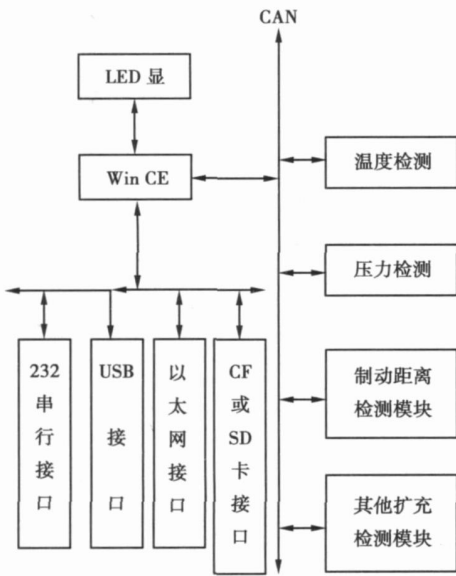 CAN
LED 显
Win CE
温度检测
压力检测
制动距离
检测模块
其他扩充
检测模块
232
串
行
接
口
USB
接
口
以
太
网
接
口
CF
或
SD
卡
接
口